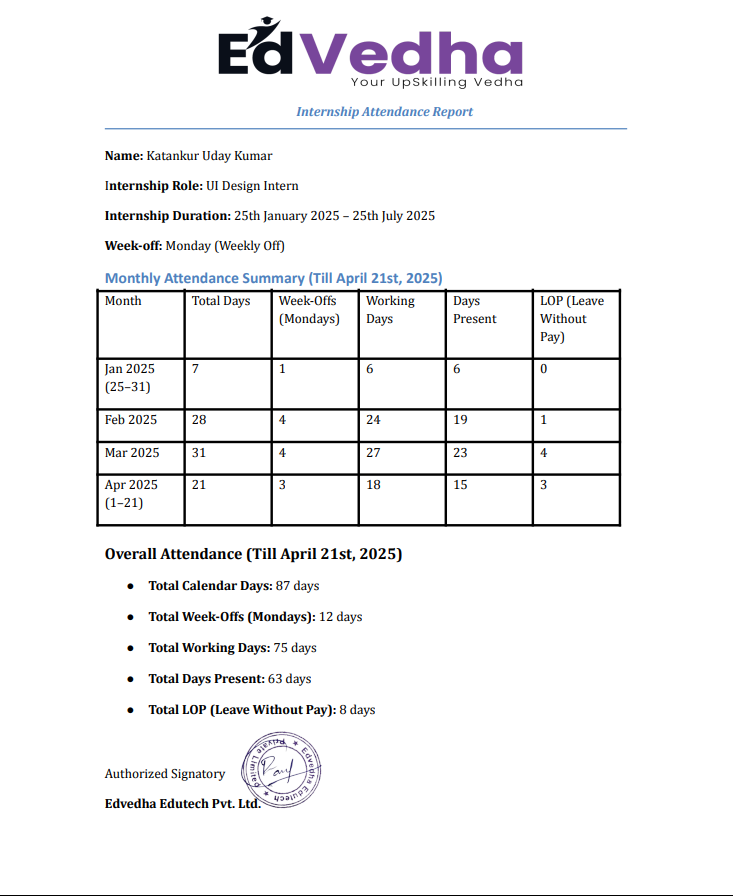 EdVedha
Your UpSkilling Vedha
Internship Attendance Report
Name: Katankur Uday Kumar
Internship Role: UI Design Intern
Internship Duration: 25th January 2025 – 25th July 2025
Week-off: Monday (Weekly Off)
Monthly Attendance Summary (Till April 21st, 2025)
Month Total Days Week-Offs (Mondays) Working Days Days Present LOP (Leave Without Pay)
Jan 2025 (25–31) 7 1 6 6 0
Feb 2025 28 4 24 19 1
Mar 2025 31 4 27 23 4
Apr 2025 (1–21) 21 3 18 15 3
Overall Attendance (Till April 21st, 2025)
● Total Calendar Days: 87 days
● Total Week-Offs (Mondays): 12 days
● Total Working Days: 75 days
● Total Days Present: 63 days
● Total LOP (Leave Without Pay): 8 days
Authorized Signatory
Edvedha Edutech Pvt. Ltd.
★ Edvedha Edutech ★ Private Limited